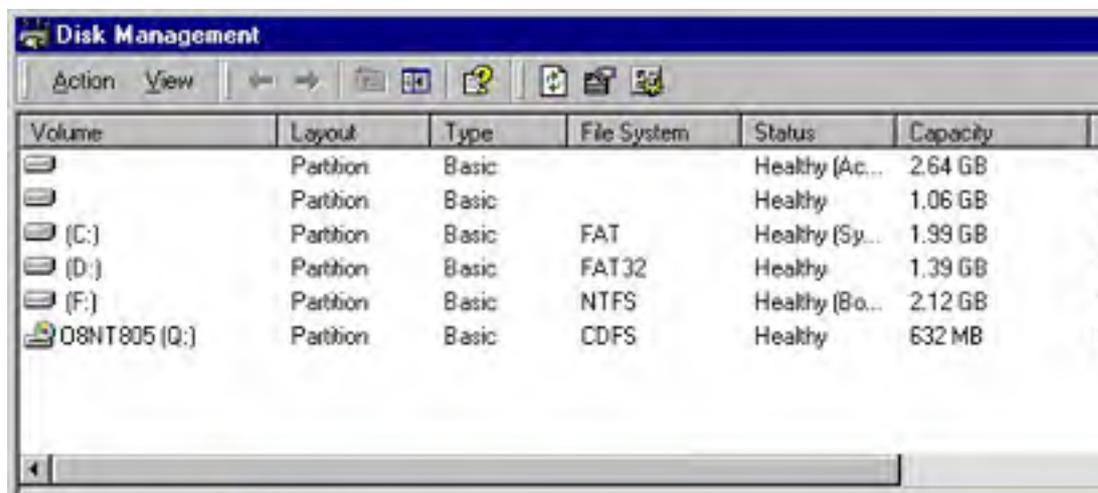 Disk Management
Action View
Volume Layout Type File System Status Capacity
Partition Basic Healthy (Ac... 2.64 GB
Partition Basic Healthy 1.06 GB
(C:) Partition Basic FAT Healthy (Sy... 1.99 GB
(D:) Partition Basic FAT32 Healthy 1.39 GB
(F:) Partition Basic NTFS Healthy (Bo... 2.12 GB
O8NT805 (Q:) Partition Basic CDFS Healthy 632 MB